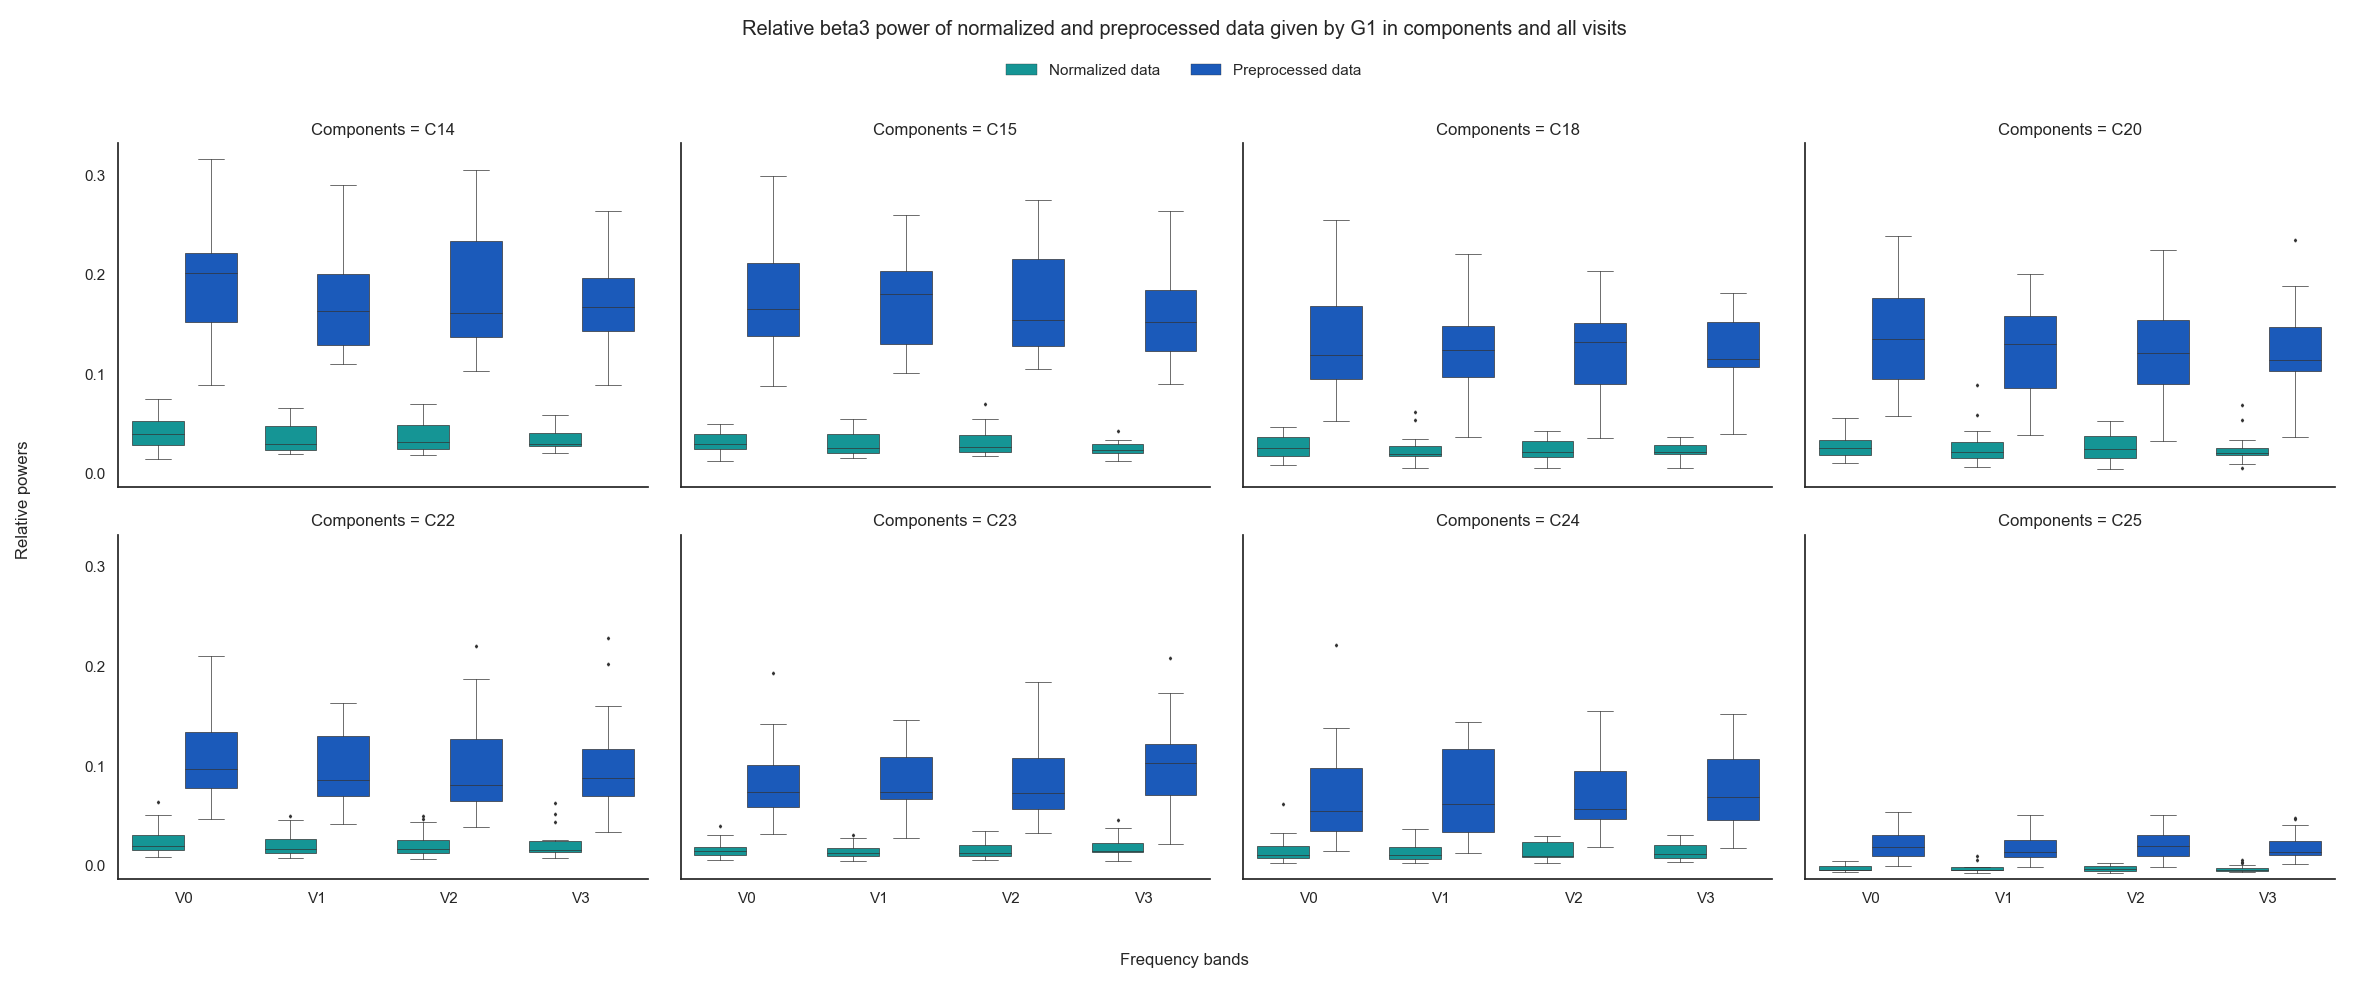 Relative beta3 power of normalized and preprocessed data given by G1 in components and all visits
Normalized data Preprocessed data
Components = C14 Components = C15 Components = C18 Components = C20
0.3
0.2
0.1
0.0
Relative powers
Components = C22 Components = C23 Components = C24 Components = C25
0.3
0.2
0.1
0.0
V0 V1 V2 V3 V0 V1 V2 V3 V0 V1 V2 V3 V0 V1 V2 V3
Frequency bands